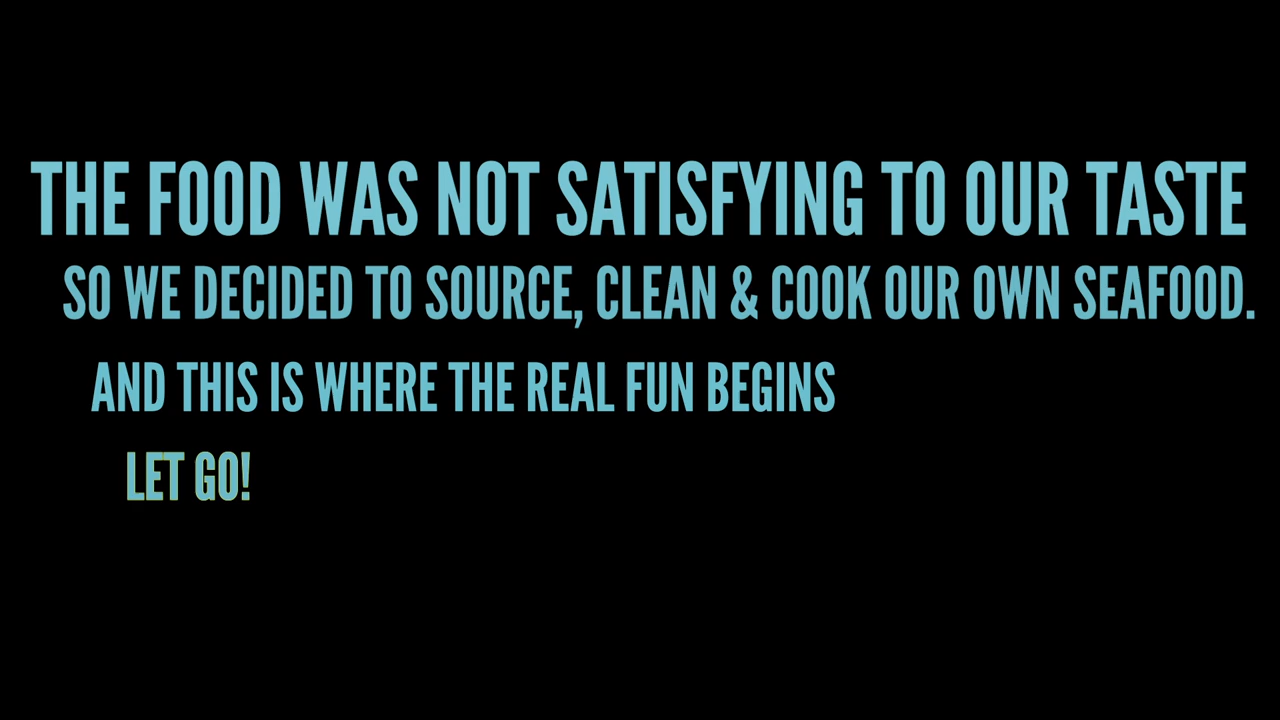 THE FOOD WAS NOT SATISFYING TO OUR TASTE
SO WE DECIDED TO SOURCE, CLEAN & COOK OUR OWN SEAFOOD.
AND THIS IS WHERE THE REAL FUN BEGINS
LET GO!